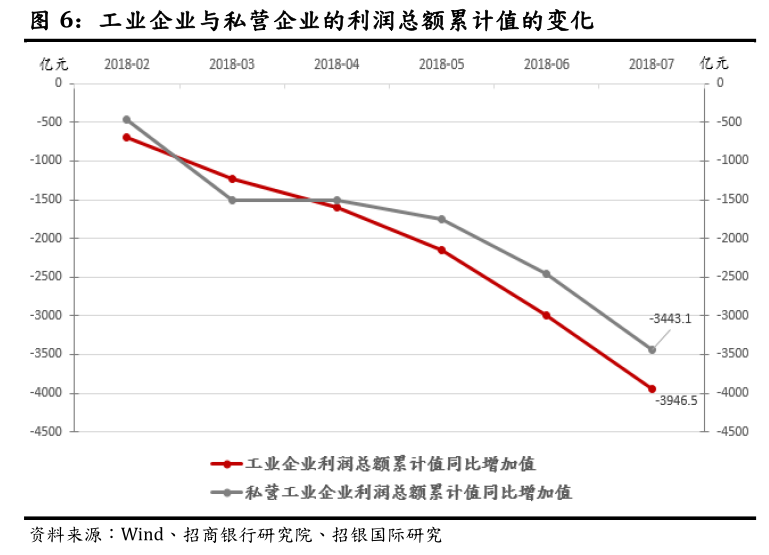 图 6：工业企业与私营企业的利润总额累计值的变化
亿元 2018-02 2018-03 2018-04 2018-05 2018-06 2018-07 亿元
0 0
-500 -500
-1000 -1000
-1500 -1500
-2000 -2000
-2500 -2500
-3000 -3000
-3443.1
-3500 -3500
-4000 -4000
-3946.5
-4500 -4500
工业企业利润总额累计值同比增加值
私营工业企业利润总额累计值同比增加值
资料来源：Wind、招商银行研究院、招银国际研究